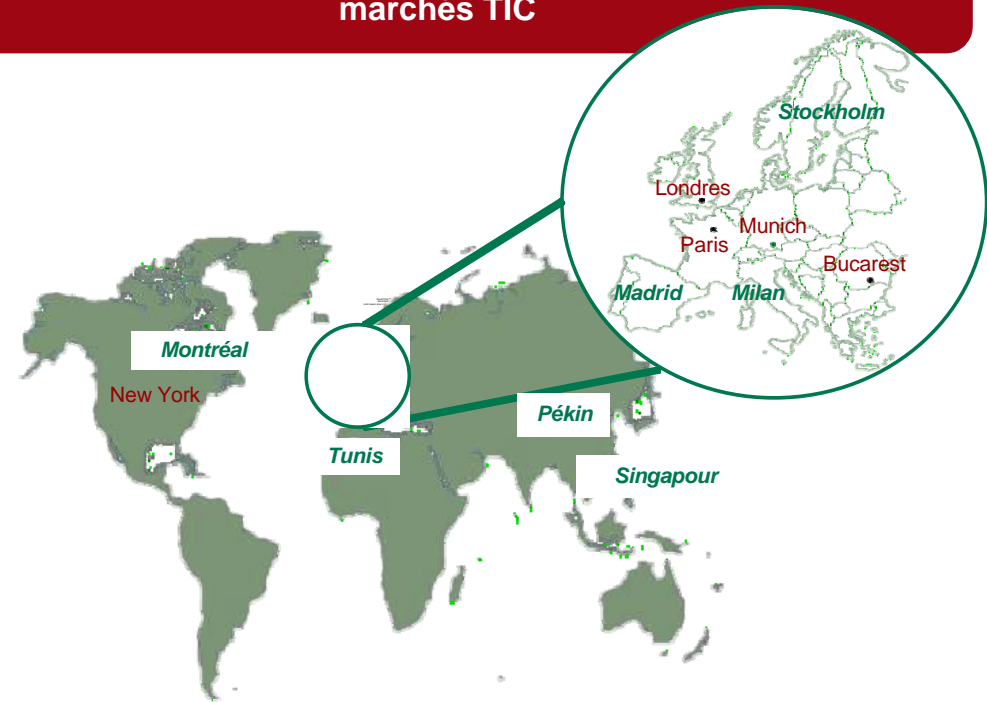 marchés TIC
Stockholm
Londres
Munich
Paris
Bucarest
Madrid
Milan
Montréal
New York
Pékin
Tunis
Singapour